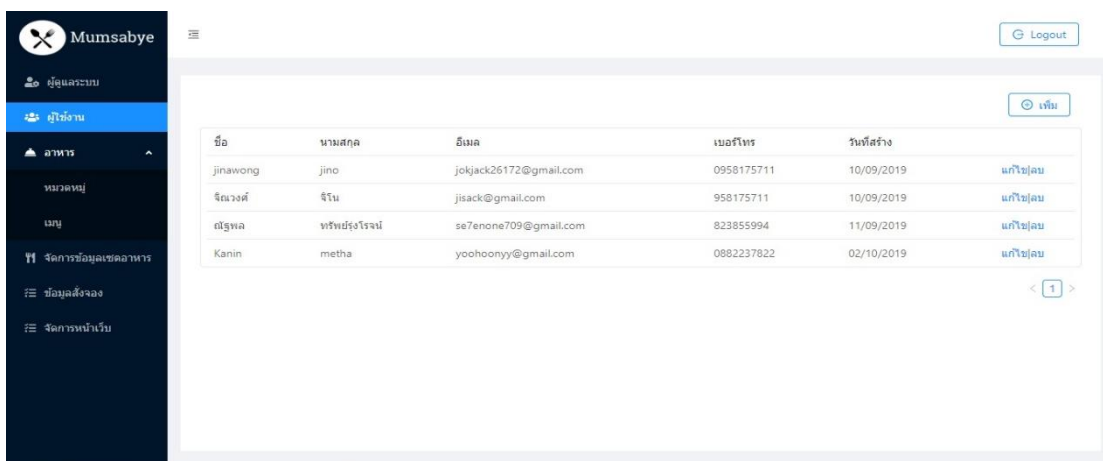 Mumsabye
Logout
ผู้ดูแลระบบ
ผู้ใช้งาน
อาหาร
หมวดหมู่
เมนู
จัดการข้อมูลเซตอาหาร
ข้อมูลสั่งจอง
จัดการหน้าเว็บ
เพิ่ม
ชื่อ นามสกุล อีเมล เบอร์โทร วันที่สร้าง
jinawong jino jokjack26172@gmail.com 0958175711 10/09/2019 แก้ไข|ลบ
จิณวงศ์ จิโน jisack@gmail.com 958175711 10/09/2019 แก้ไข|ลบ
ณัฐพล ทรัพย์รุ่งโรจน์ se7enone709@gmail.com 823855994 11/09/2019 แก้ไข|ลบ
Kanin metha yoohoonyy@gmail.com 0882237822 02/10/2019 แก้ไข|ลบ
< 1 >